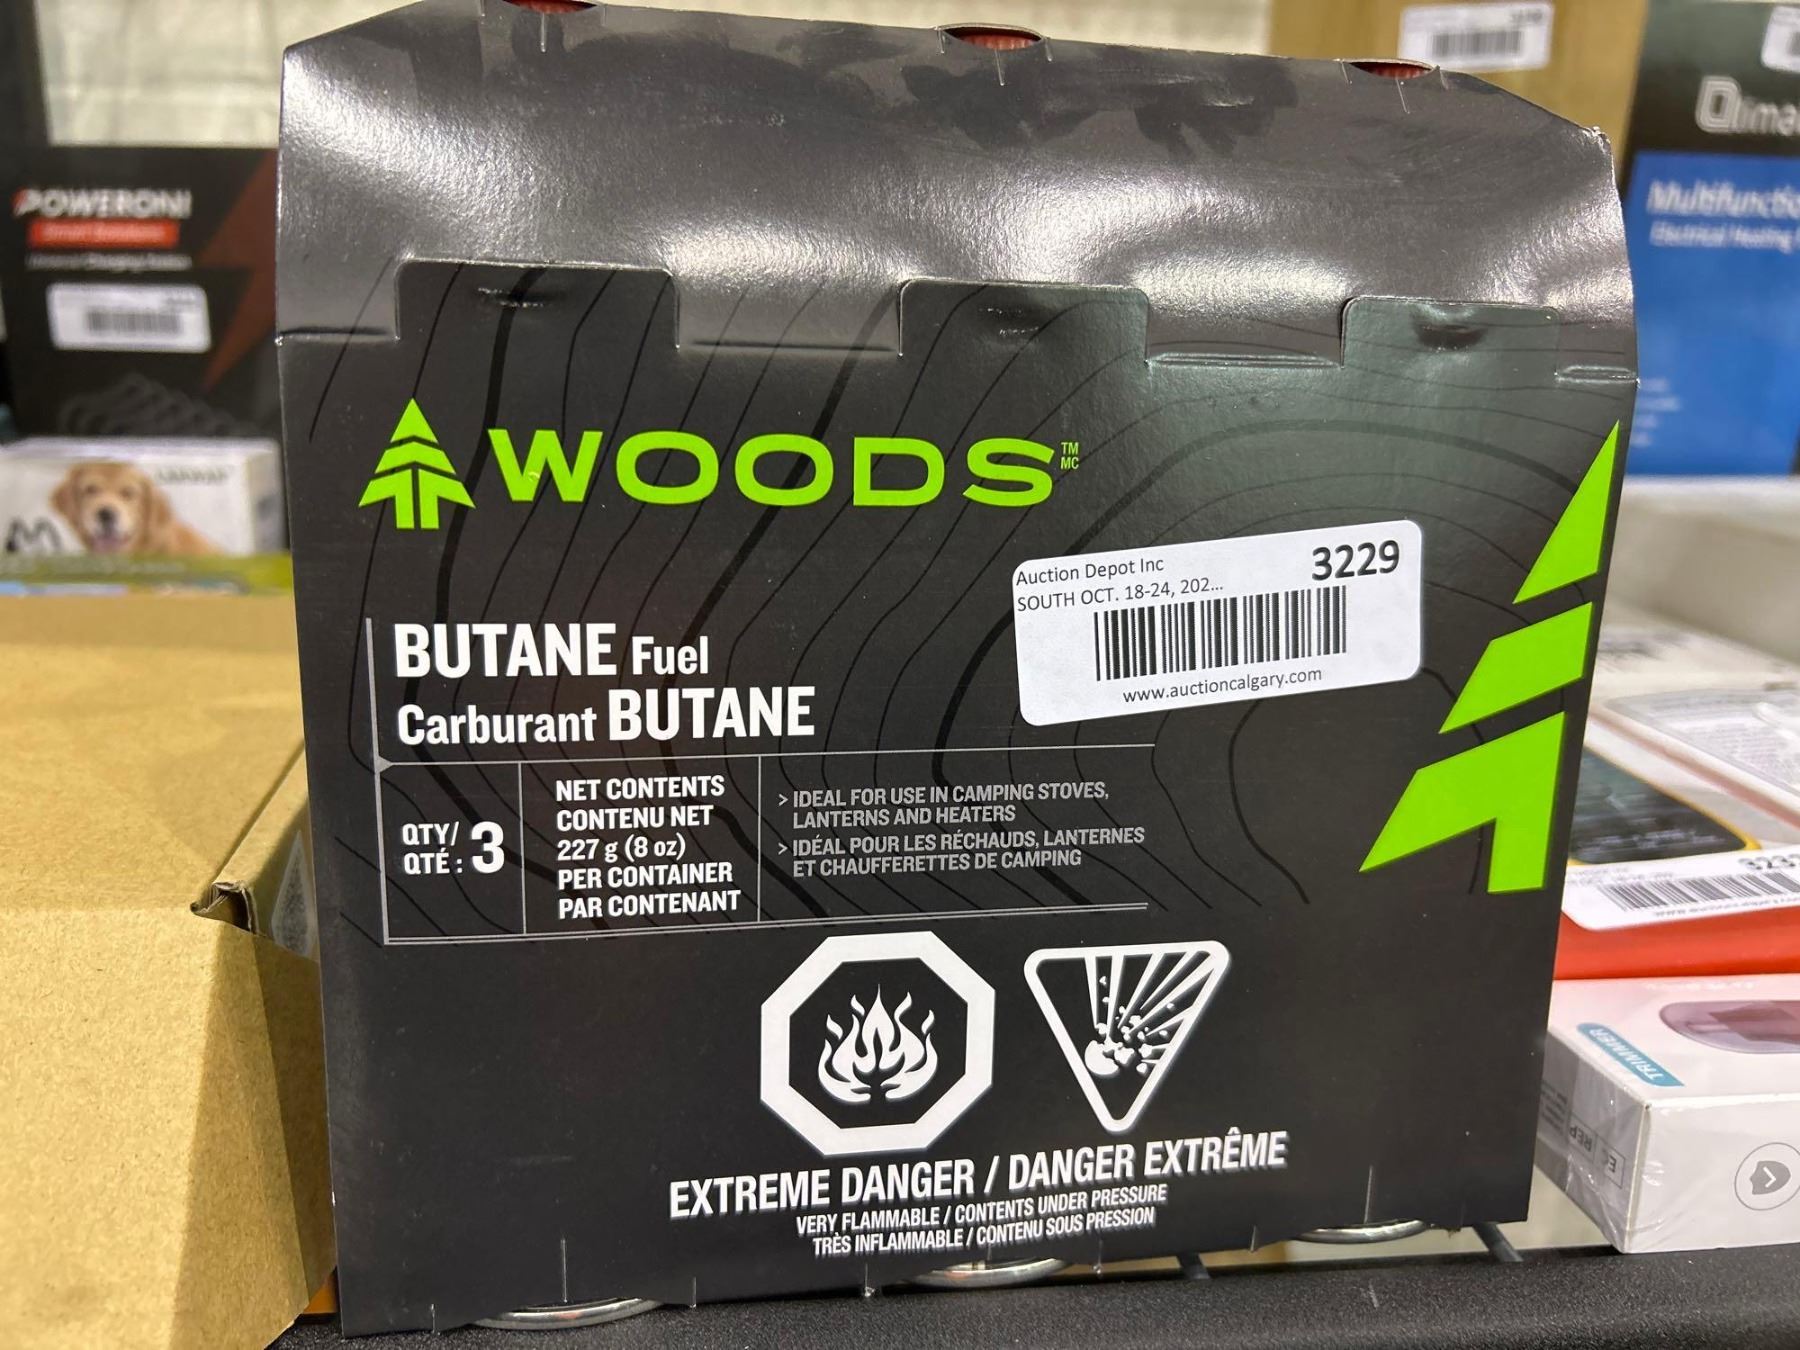 WOODS
TM
MC
Auction Depot Inc
3229
SOUTH OCT. 18-24, 202...
www.auctioncalgary.com
BUTANE Fuel
Carburant BUTANE
QTY/
QTÉ : 3
NET CONTENTS
CONTENU NET
227 g (8 oz)
PER CONTAINER
PAR CONTENANT
> IDEAL FOR USE IN CAMPING STOVES,
LANTERNS AND HEATERS
> IDÉAL POUR LES RÉCHAUDS, LANTERNES
ET CHAUFFERETTES DE CAMPING
EXTREME DANGER / DANGER EXTRÊME
VERY FLAMMABLE / CONTENTS UNDER PRESSURE
TRÈS INFLAMMABLE / CONTENU SOUS PRESSION
POWERONI
TRIMMER
EC REP